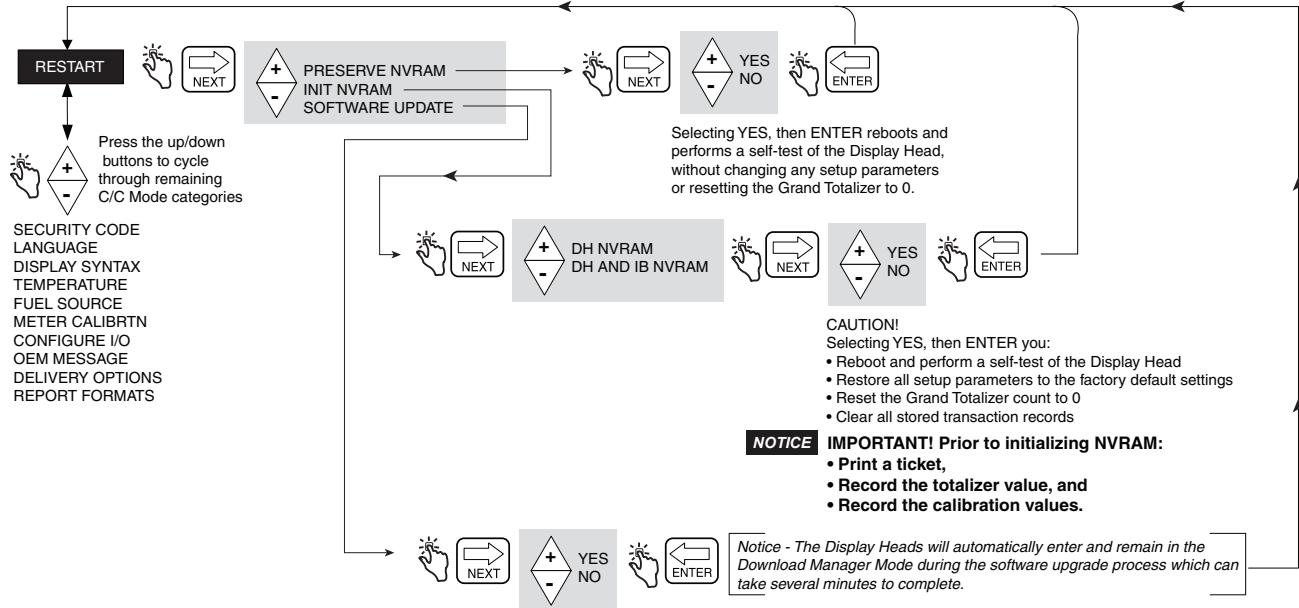 RESTART
NEXT
+
-
PRESERVE NVRAM
INIT NVRAM
SOFTWARE UPDATE
NEXT
+
-
YES
NO
ENTER
Selecting YES, then ENTER reboots and
performs a self-test of the Display Head,
without changing any setup parameters
or resetting the Grand Totalizer to 0.
+
-
Press the up/down
buttons to cycle
through remaining
C/C Mode categories
SECURITY CODE
LANGUAGE
DISPLAY SYNTAX
TEMPERATURE
FUEL SOURCE
METER CALIBRTN
CONFIGURE I/O
OEM MESSAGE
DELIVERY OPTIONS
REPORT FORMATS
NEXT
+
-
DH NVRAM
DH AND IB NVRAM
NEXT
+
-
YES
NO
ENTER
CAUTION!
Selecting YES, then ENTER you:
• Reboot and perform a self-test of the Display Head
• Restore all setup parameters to the factory default settings
• Reset the Grand Totalizer count to 0
• Clear all stored transaction records
NOTICE IMPORTANT! Prior to initializing NVRAM:
• Print a ticket,
• Record the totalizer value, and
• Record the calibration values.
NEXT
+
-
YES
NO
ENTER
Notice - The Display Heads will automatically enter and remain in the
Download Manager Mode during the software upgrade process which can
take several minutes to complete.